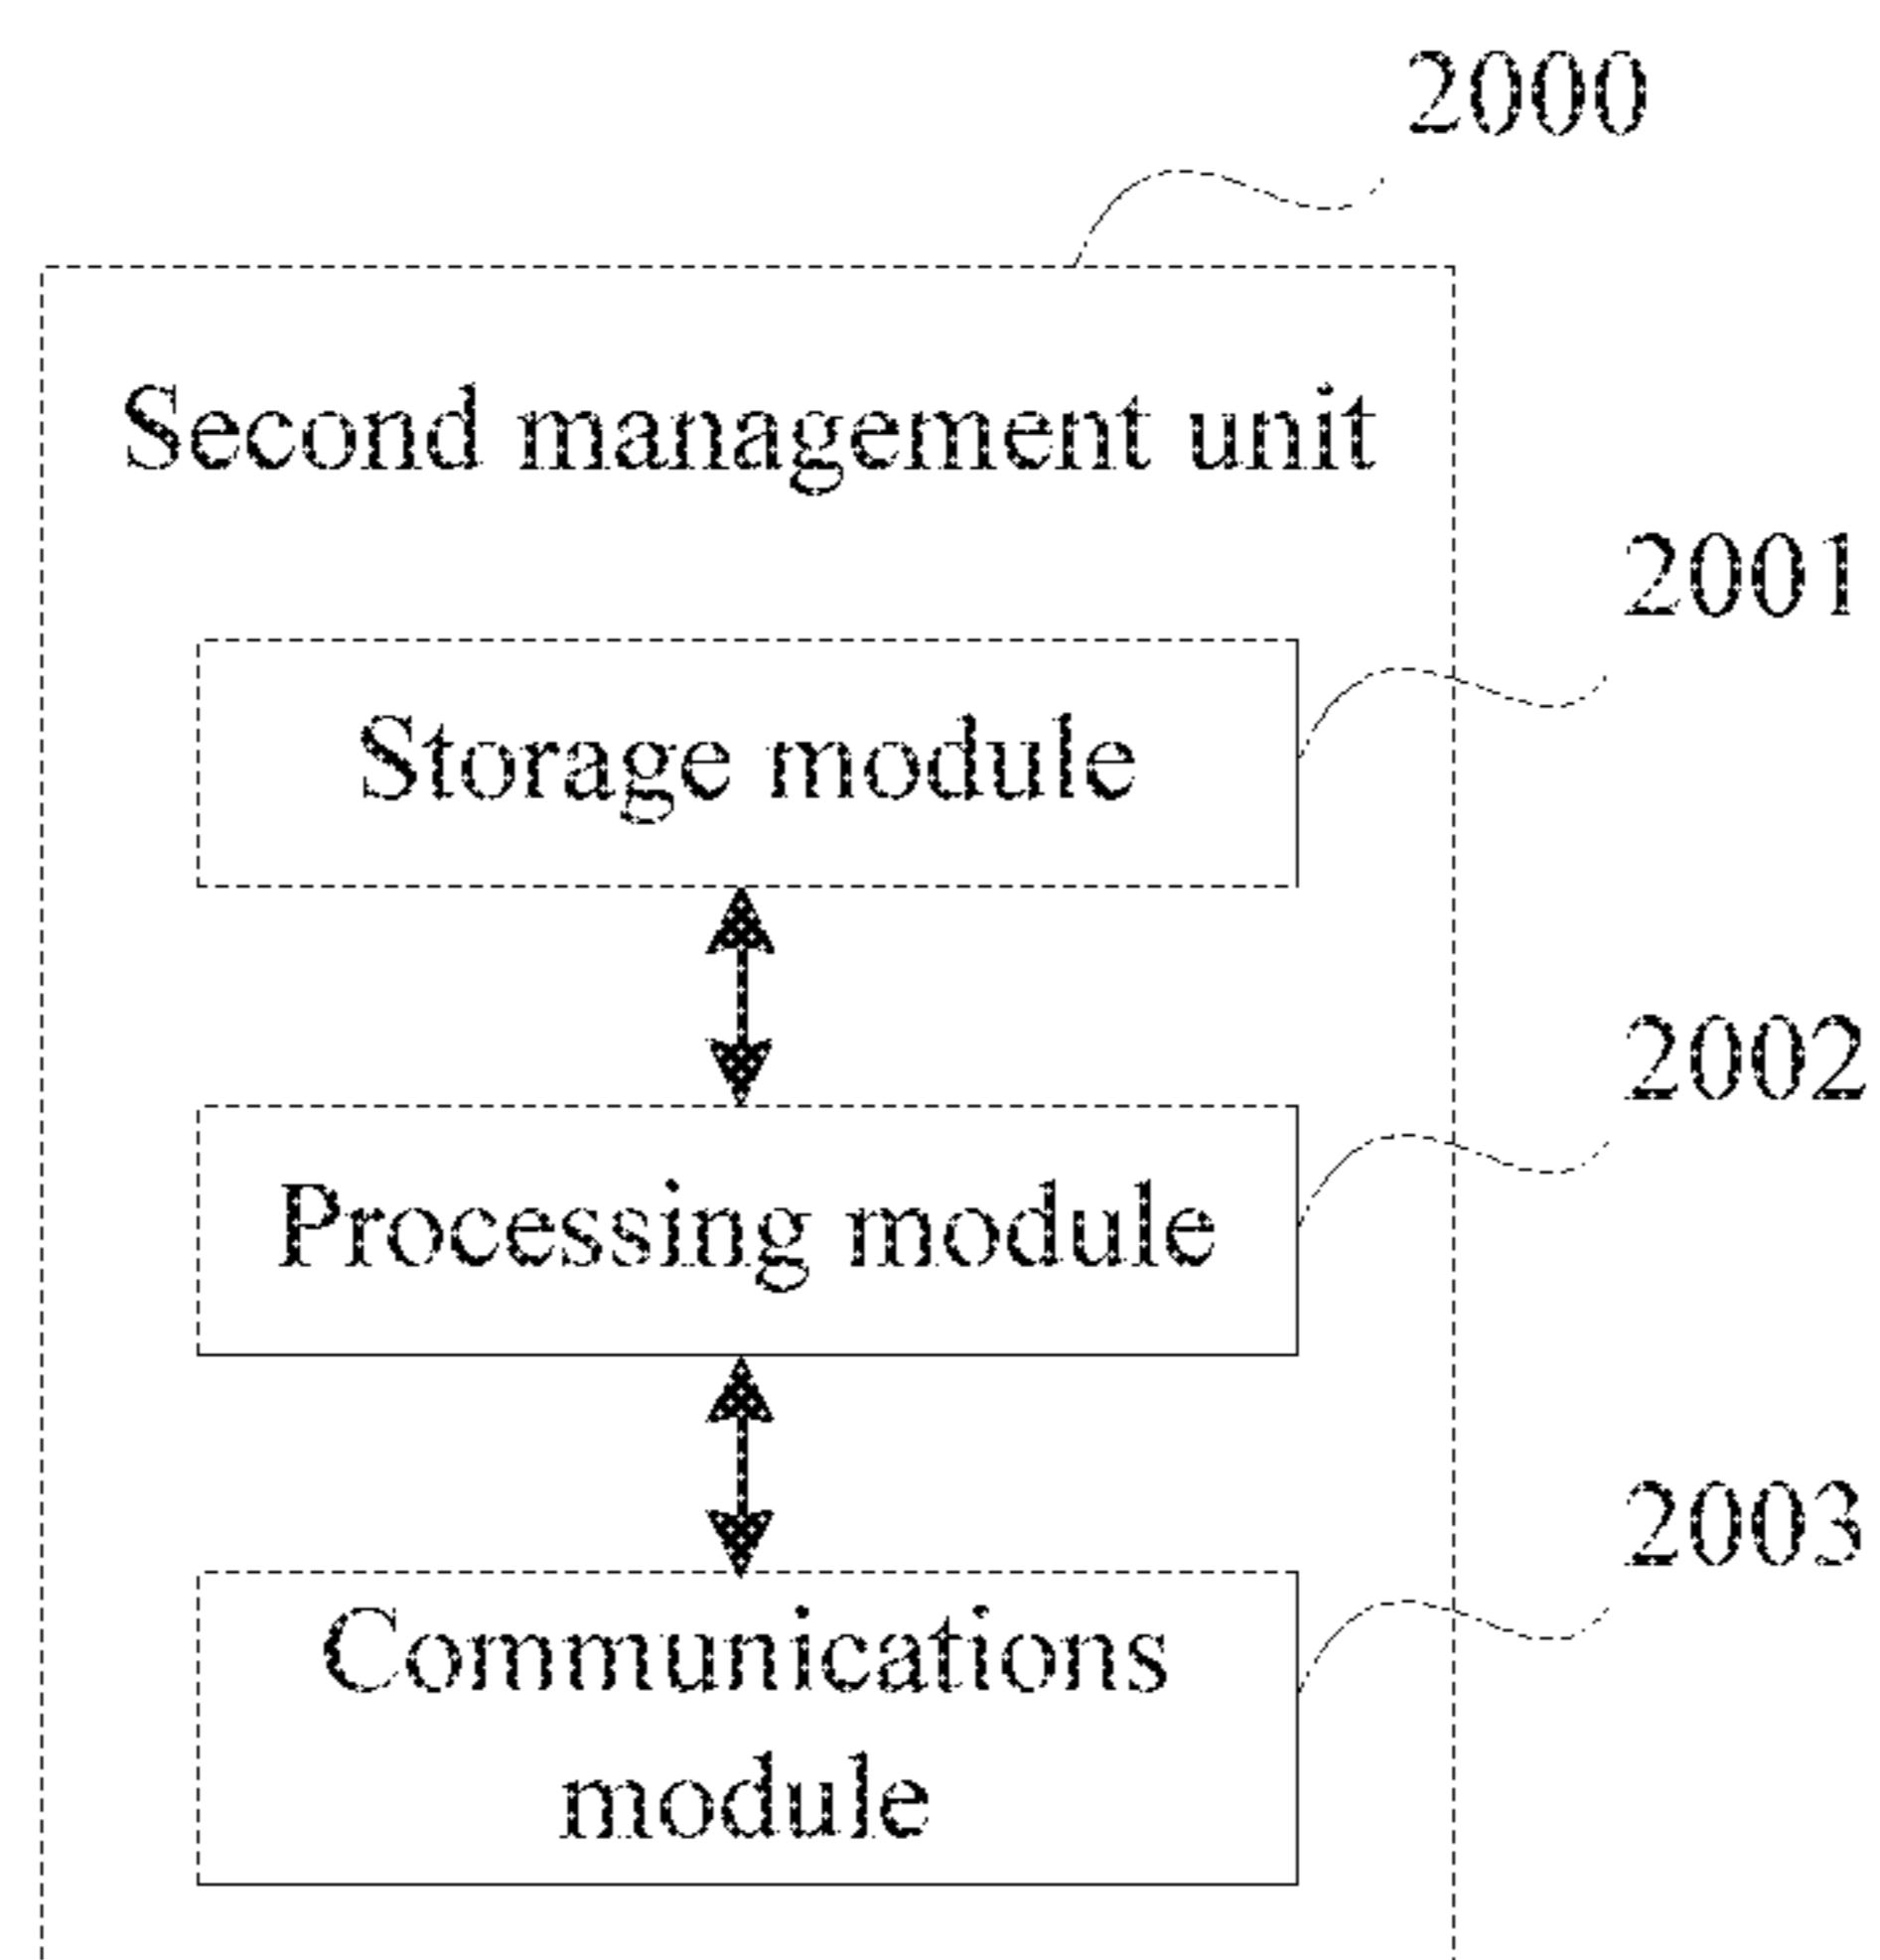 2000
Second management unit
2001
Storage module
2002
Processing module
2003
Communications
module